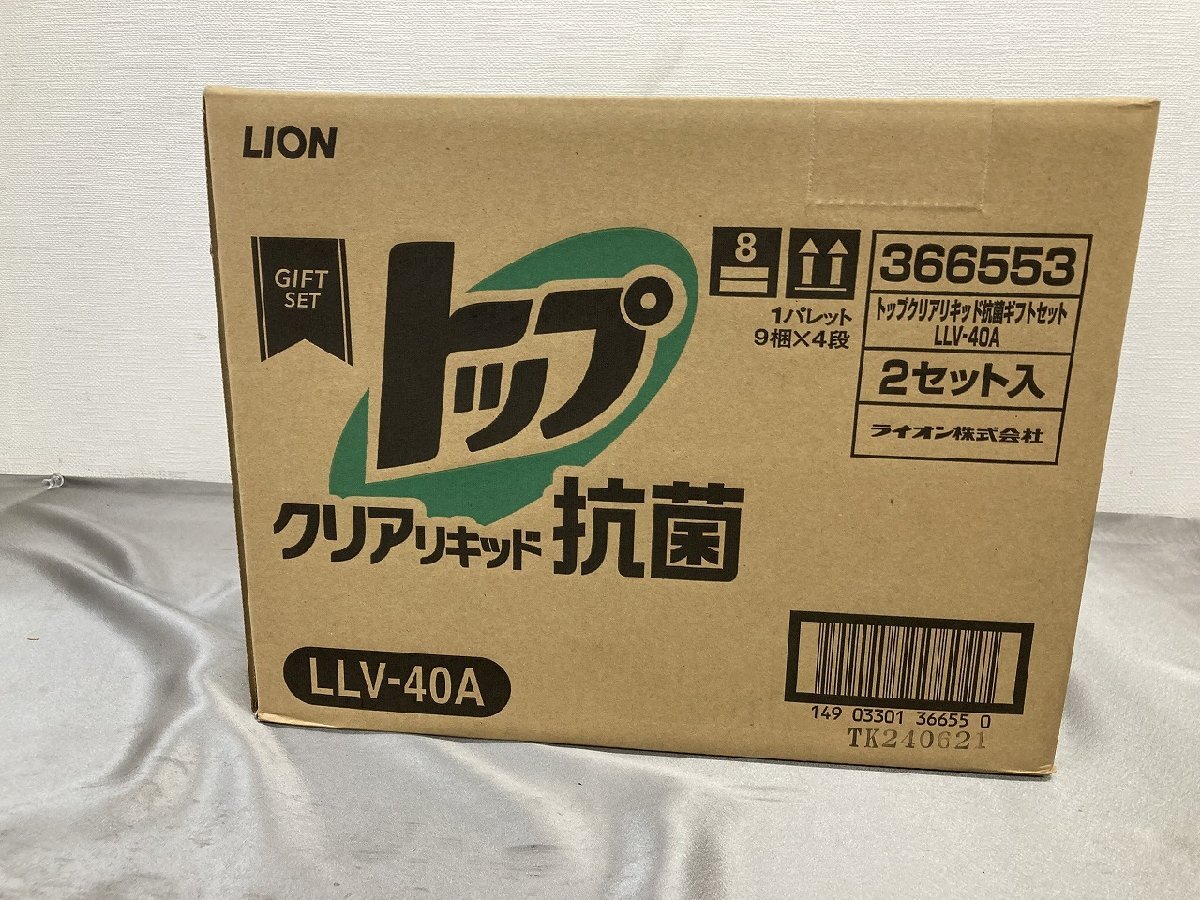 LION
GIFT
SET
トップ
クリアリキッド抗菌
LLV-40A
8
1パレット
9梱×4段
366553
トップクリアリキッド抗菌ギフトセット
LLV-40A
2セット入
ライオン株式会社
149 03301 36655 0
TK240621